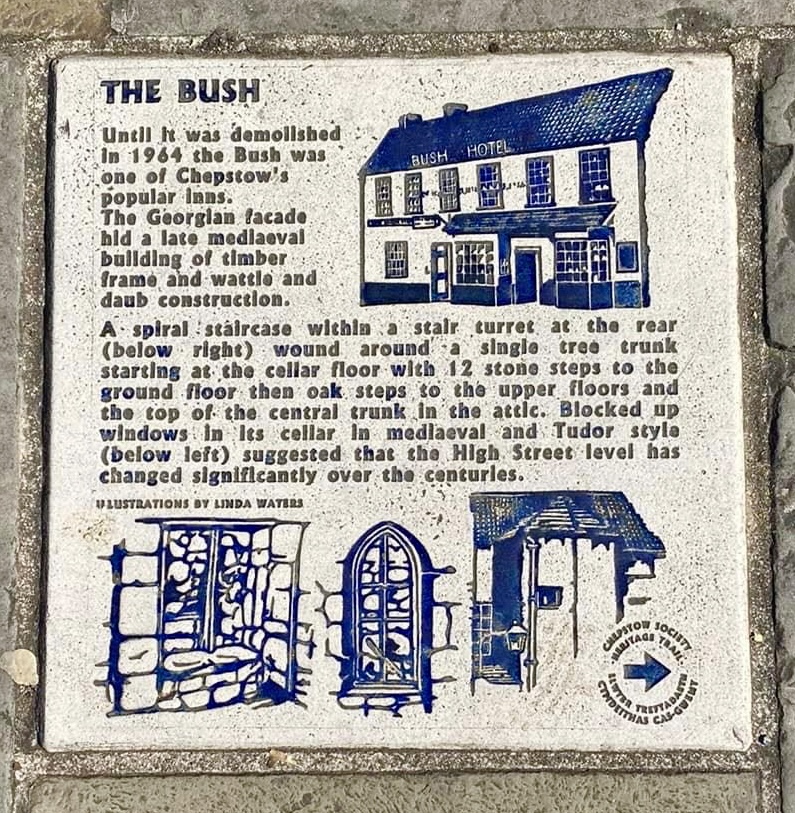 THE BUSH
Until it was demolished
in 1964 the Bush was
one of Chepstow's
popular inns.
The Georgian facade
hid a late mediaeval
building of timber
frame and wattle and
daub construction.
BUSH HOTEL
A spiral staircase within a stair turret at the rear
(below right) wound around a single tree trunk
starting at the cellar floor with 12 stone steps to the
ground floor then oak steps to the upper floors and
the top of the central trunk in the attic. Blocked up
windows in its cellar in mediaeval and Tudor style
(below left) suggested that the High Street level has
changed significantly over the centuries.
ILLUSTRATIONS BY LINDA WATERS
CHEPSTOW SOCIETY
HERITAGE TRAIL
LLWYBR TREFTADAETH
CYMDEITHAS CAS-GWENT